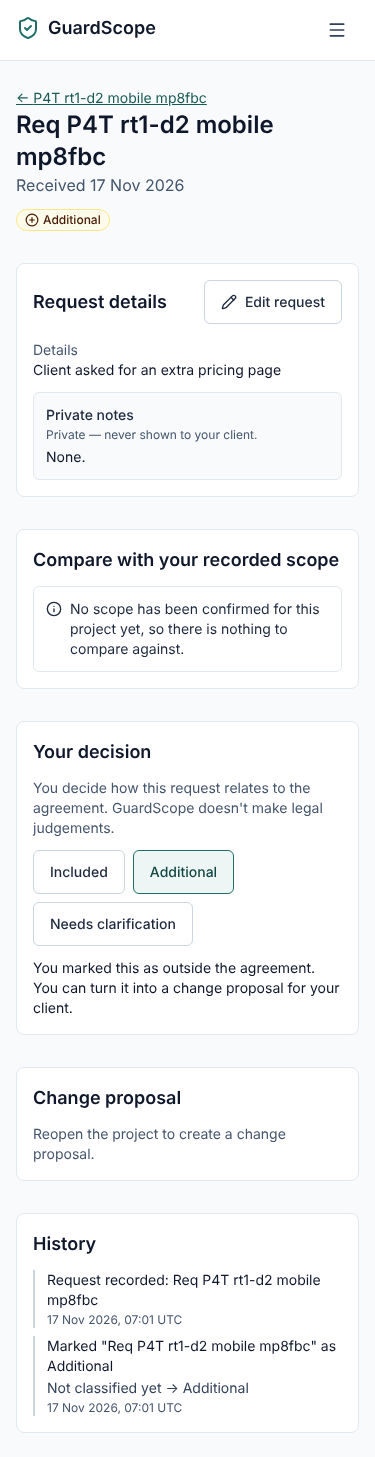 GuardScope
← P4T rt1-d2 mobile mp8fbc
Req P4T rt1-d2 mobile
mp8fbc
Received 17 Nov 2026
Additional
Request details
Edit request
Details
Client asked for an extra pricing page
Private notes
Private — never shown to your client.
None.
Compare with your recorded scope
No scope has been confirmed for this
project yet, so there is nothing to
compare against.
Your decision
You decide how this request relates to the
agreement. GuardScope doesn't make legal
judgements.
Included
Additional
Needs clarification
You marked this as outside the agreement.
You can turn it into a change proposal for your
client.
Change proposal
Reopen the project to create a change
proposal.
History
Request recorded: Req P4T rt1-d2 mobile
mp8fbc
17 Nov 2026, 07:01 UTC
Marked "Req P4T rt1-d2 mobile mp8fbc" as
Additional
Not classified yet → Additional
17 Nov 2026, 07:01 UTC